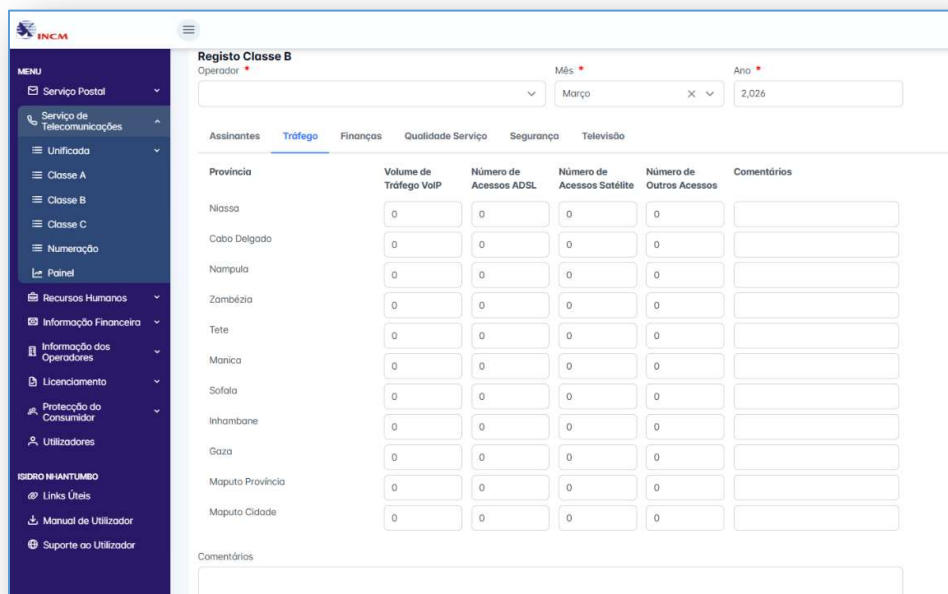 INCM
MENU
Serviço Postal
Serviço de
Telecomunicações
Unificada
Classe A
Classe B
Classe C
Numeração
Painel
Recursos Humanos
Informação Financeira
Informação dos
Operadores
Licenciamento
Protecção do
Consumidor
Utilizadores
ISIDRO NHANTUMBO
Links Úteis
Manual de Utilizador
Suporte ao Utilizador
Registo Classe B
Operador * Mês * Ano *
Março 2,026
Assinantes Tráfego Finanças Qualidade Serviço Segurança Televisão
Província Volume de Tráfego VoIP Número de Acessos ADSL Número de Acessos Satélite Número de Outros Acessos Comentários
Niassa 0 0 0 0
Cabo Delgado 0 0 0 0
Nampula 0 0 0 0
Zambézia 0 0 0 0
Tete 0 0 0 0
Manica 0 0 0 0
Sofala 0 0 0 0
Inhambane 0 0 0 0
Gaza 0 0 0 0
Maputo Província 0 0 0 0
Maputo Cidade 0 0 0 0
Comentários